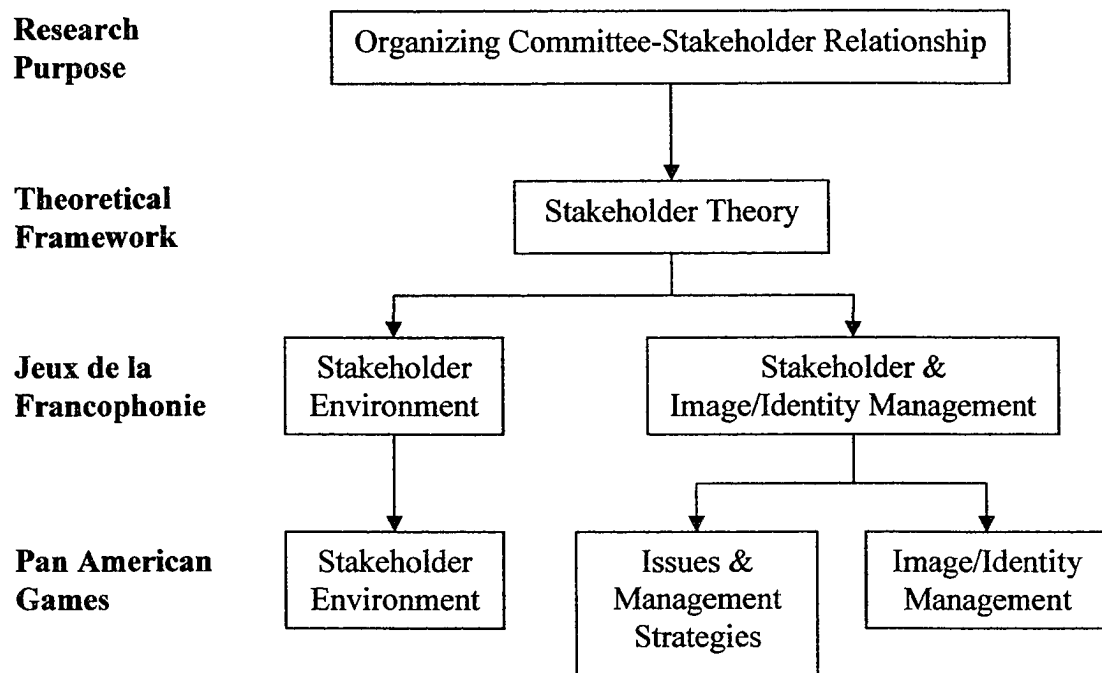 Research
Purpose
Organizing Committee-Stakeholder Relationship
Theoretical
Framework
Stakeholder Theory
Jeux de la
Francophonie
Stakeholder
Environment
Stakeholder &
Image/Identity Management
Pan American
Games
Stakeholder
Environment
Issues &
Management
Strategies
Image/Identity
Management